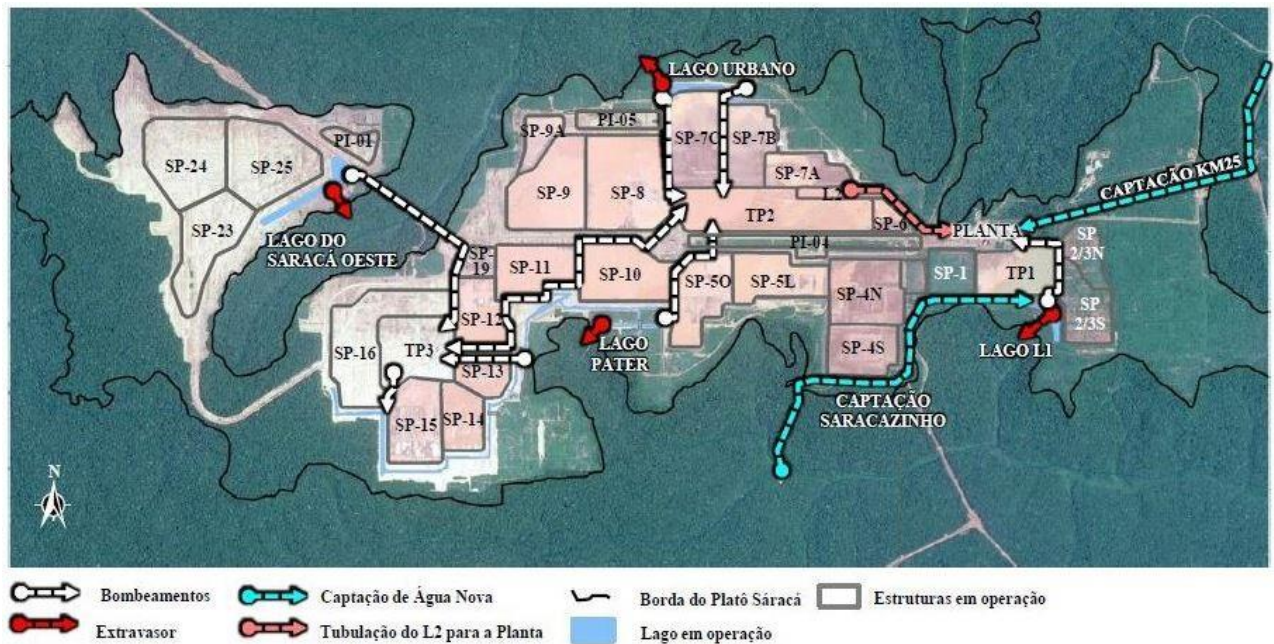 LAGO URBANO
PI-05
SP-9A
SP-7C
SP-7B
PI-01
SP-24
SP-25
SP-7A
CAPTAÇÃO KM25
SP-9
SP-8
L2
SP-23
TP2
SP-6
PLANTA
LAGO DO
SARACÁ OESTE
SP-
19
SP-11
PI-04
SP
2/3N
SP-10
SP-5O
SP-5L
SP-4N
SP-1
TP1
SP-12
SP
2/3S
SP-16
TP3
LAGO
PATER
SP-4S
LAGO L1
SP-13
CAPTAÇÃO
SARACAZINHO
SP-15
SP-14
N
Bombeamentos
Captação de Água Nova
Borda do Platô Sáracá
Estruturas em operação
Extravasor
Tubulação do L2 para a Planta
Lago em operação